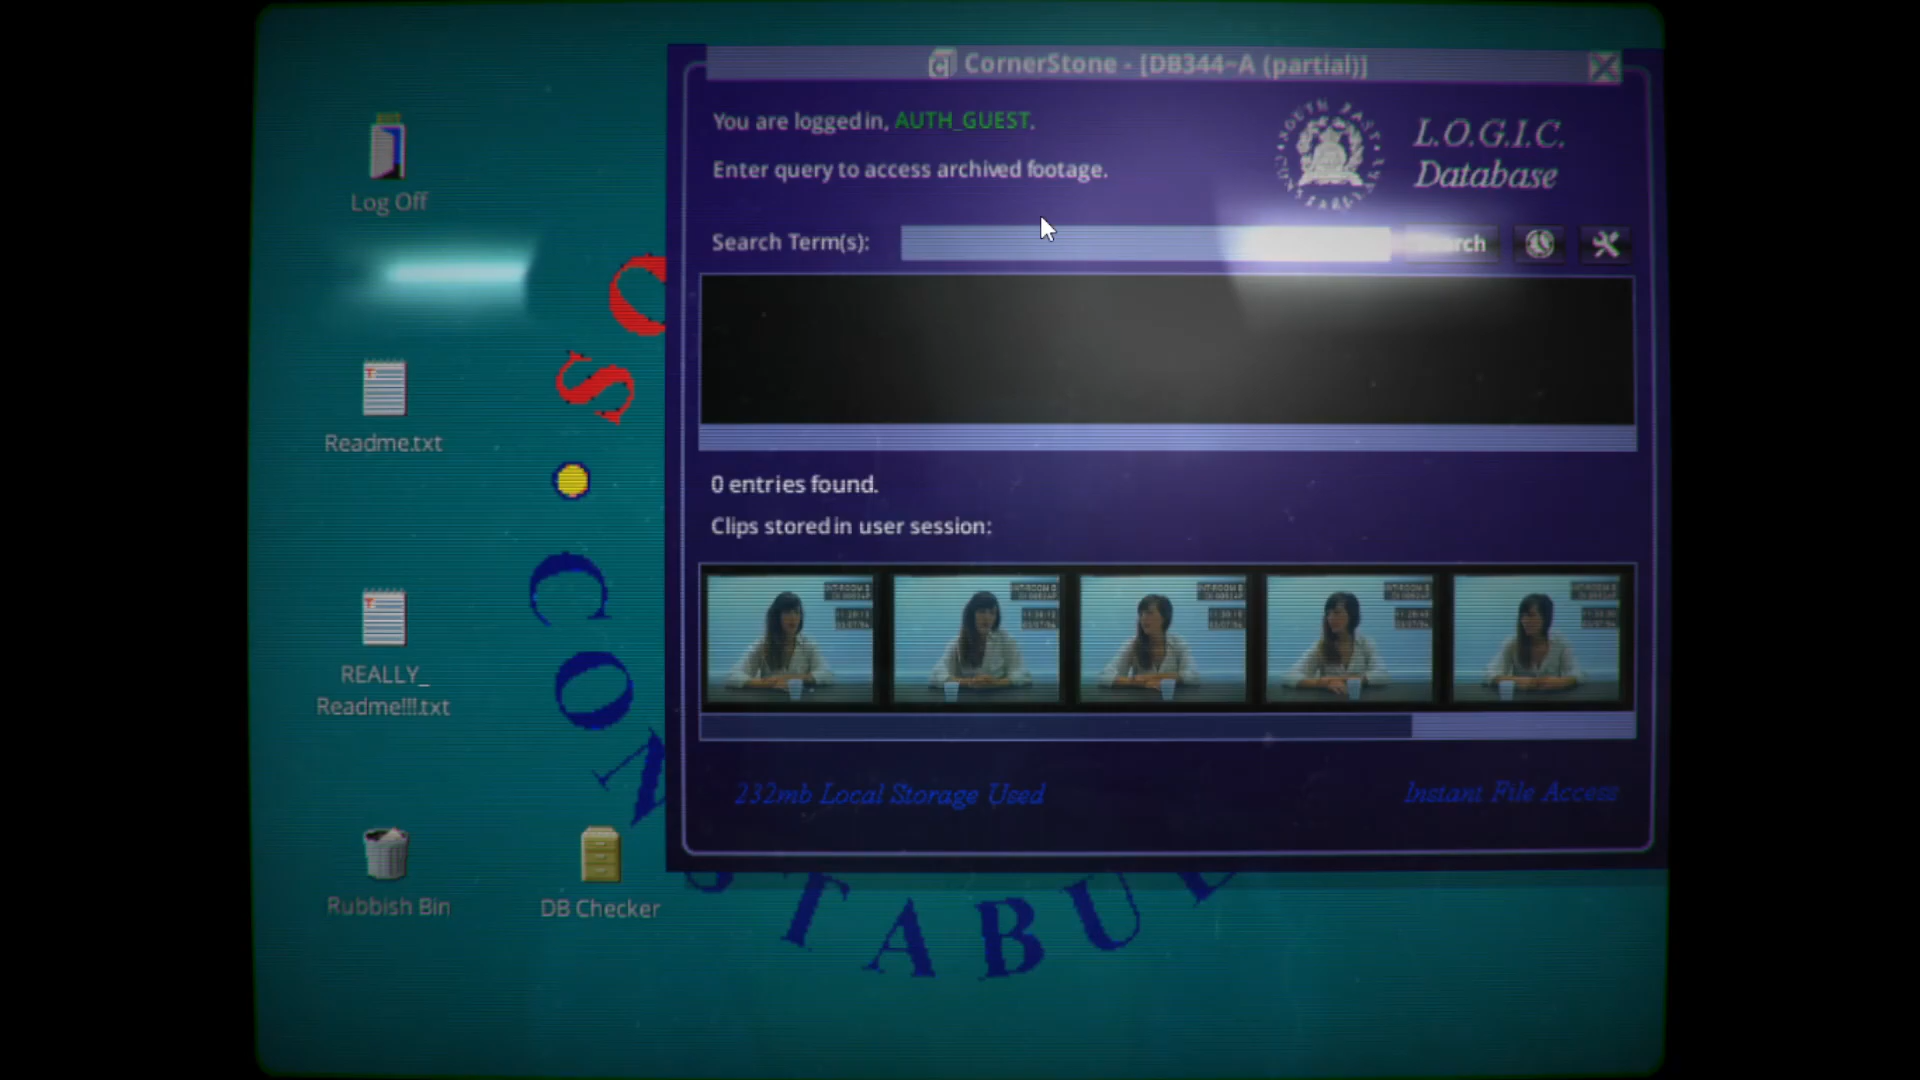 CornerStone - [DB344~A (partial)]
You are logged in, AUTH_GUEST.
Enter query to access archived footage.
SOUTH EAST
L.O.G.I.C.
Database
Search Term(s):
Log Off
Readme.txt
REALLY_
Readme!!!.txt
Rubbish Bin
DB Checker
0 entries found.
Clips stored in user session:
232mb Local Storage Used
Instant File Access